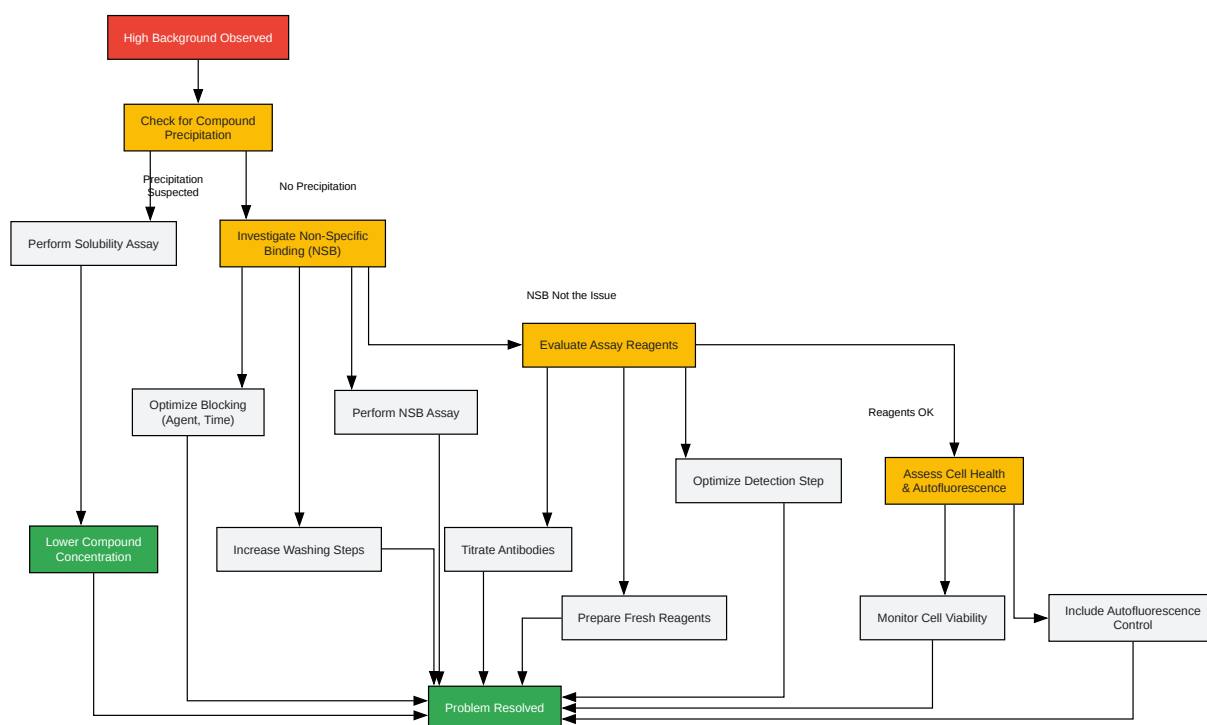 High Background Observed
Check for Compound
Precipitation
Precipitation
Suspected
No Precipitation
Perform Solubility Assay
Investigate Non-Specific
Binding (NSB)
NSB Not the Issue
Evaluate Assay Reagents
Optimize Blocking
(Agent, Time)
Perform NSB Assay
Reagents OK
Optimize Detection Step
Assess Cell Health
& Autofluorescence
Lower Compound
Concentration
Increase Washing Steps
Titrate Antibodies
Prepare Fresh Reagents
Monitor Cell Viability
Include Autofluorescence
Control
Problem Resolved